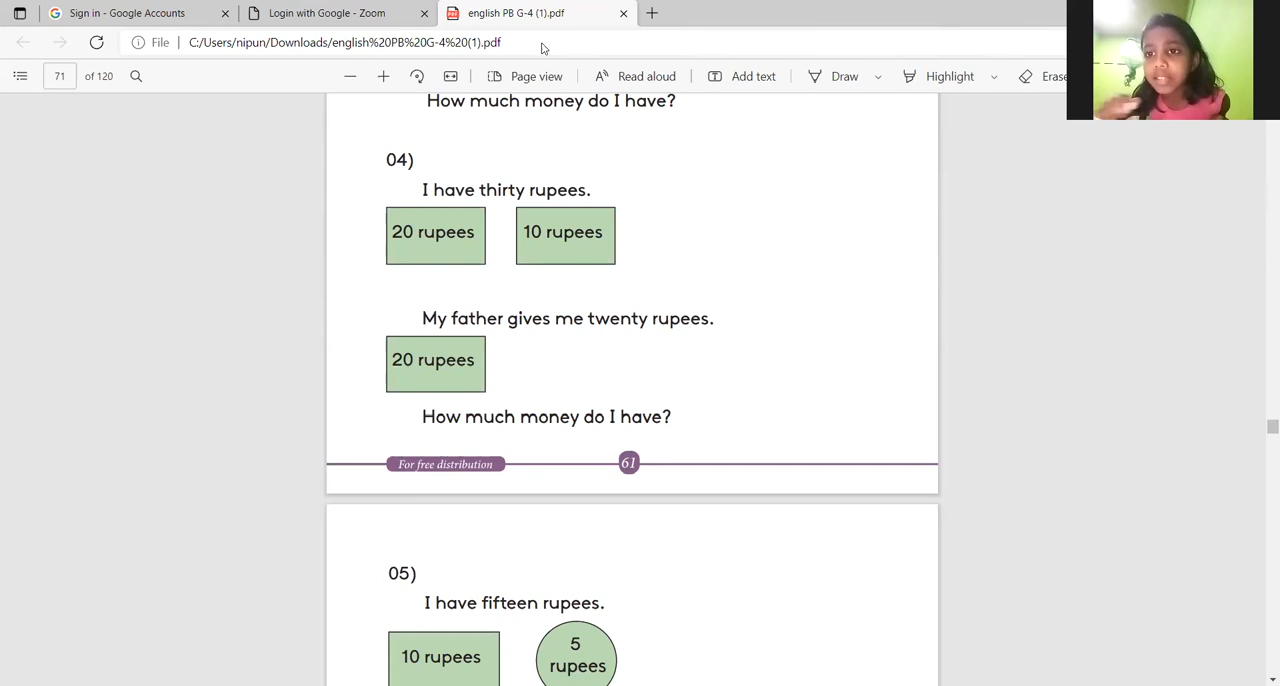 Sign in - Google Accounts
Login with Google - Zoom
english PB G-4 (1).pdf
File
C:/Users/nipun/Downloads/english%20PB%20G-4%20(1).pdf
71 of 120
Page view
Read aloud
Add text
Draw
Highlight
Erase
How much money do I have?
04)
I have thirty rupees.
20 rupees 10 rupees
My father gives me twenty rupees.
20 rupees
How much money do I have?
For free distribution 61
05)
I have fifteen rupees.
10 rupees
5
rupees